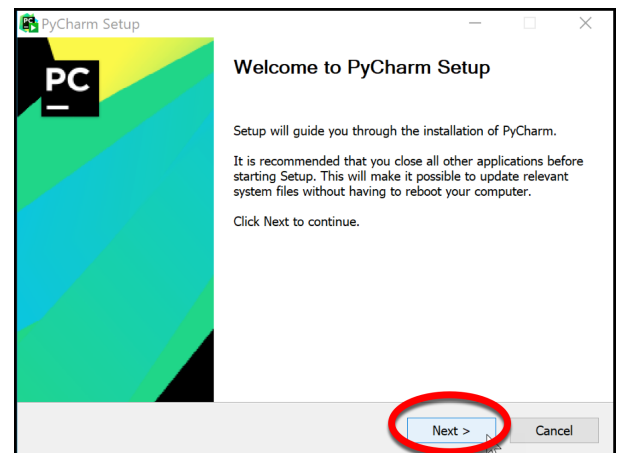 PyCharm Setup
PC
Welcome to PyCharm Setup
Setup will guide you through the installation of PyCharm.
It is recommended that you close all other applications before
starting Setup. This will make it possible to update relevant
system files without having to reboot your computer.
Click Next to continue.
Next >
Cancel